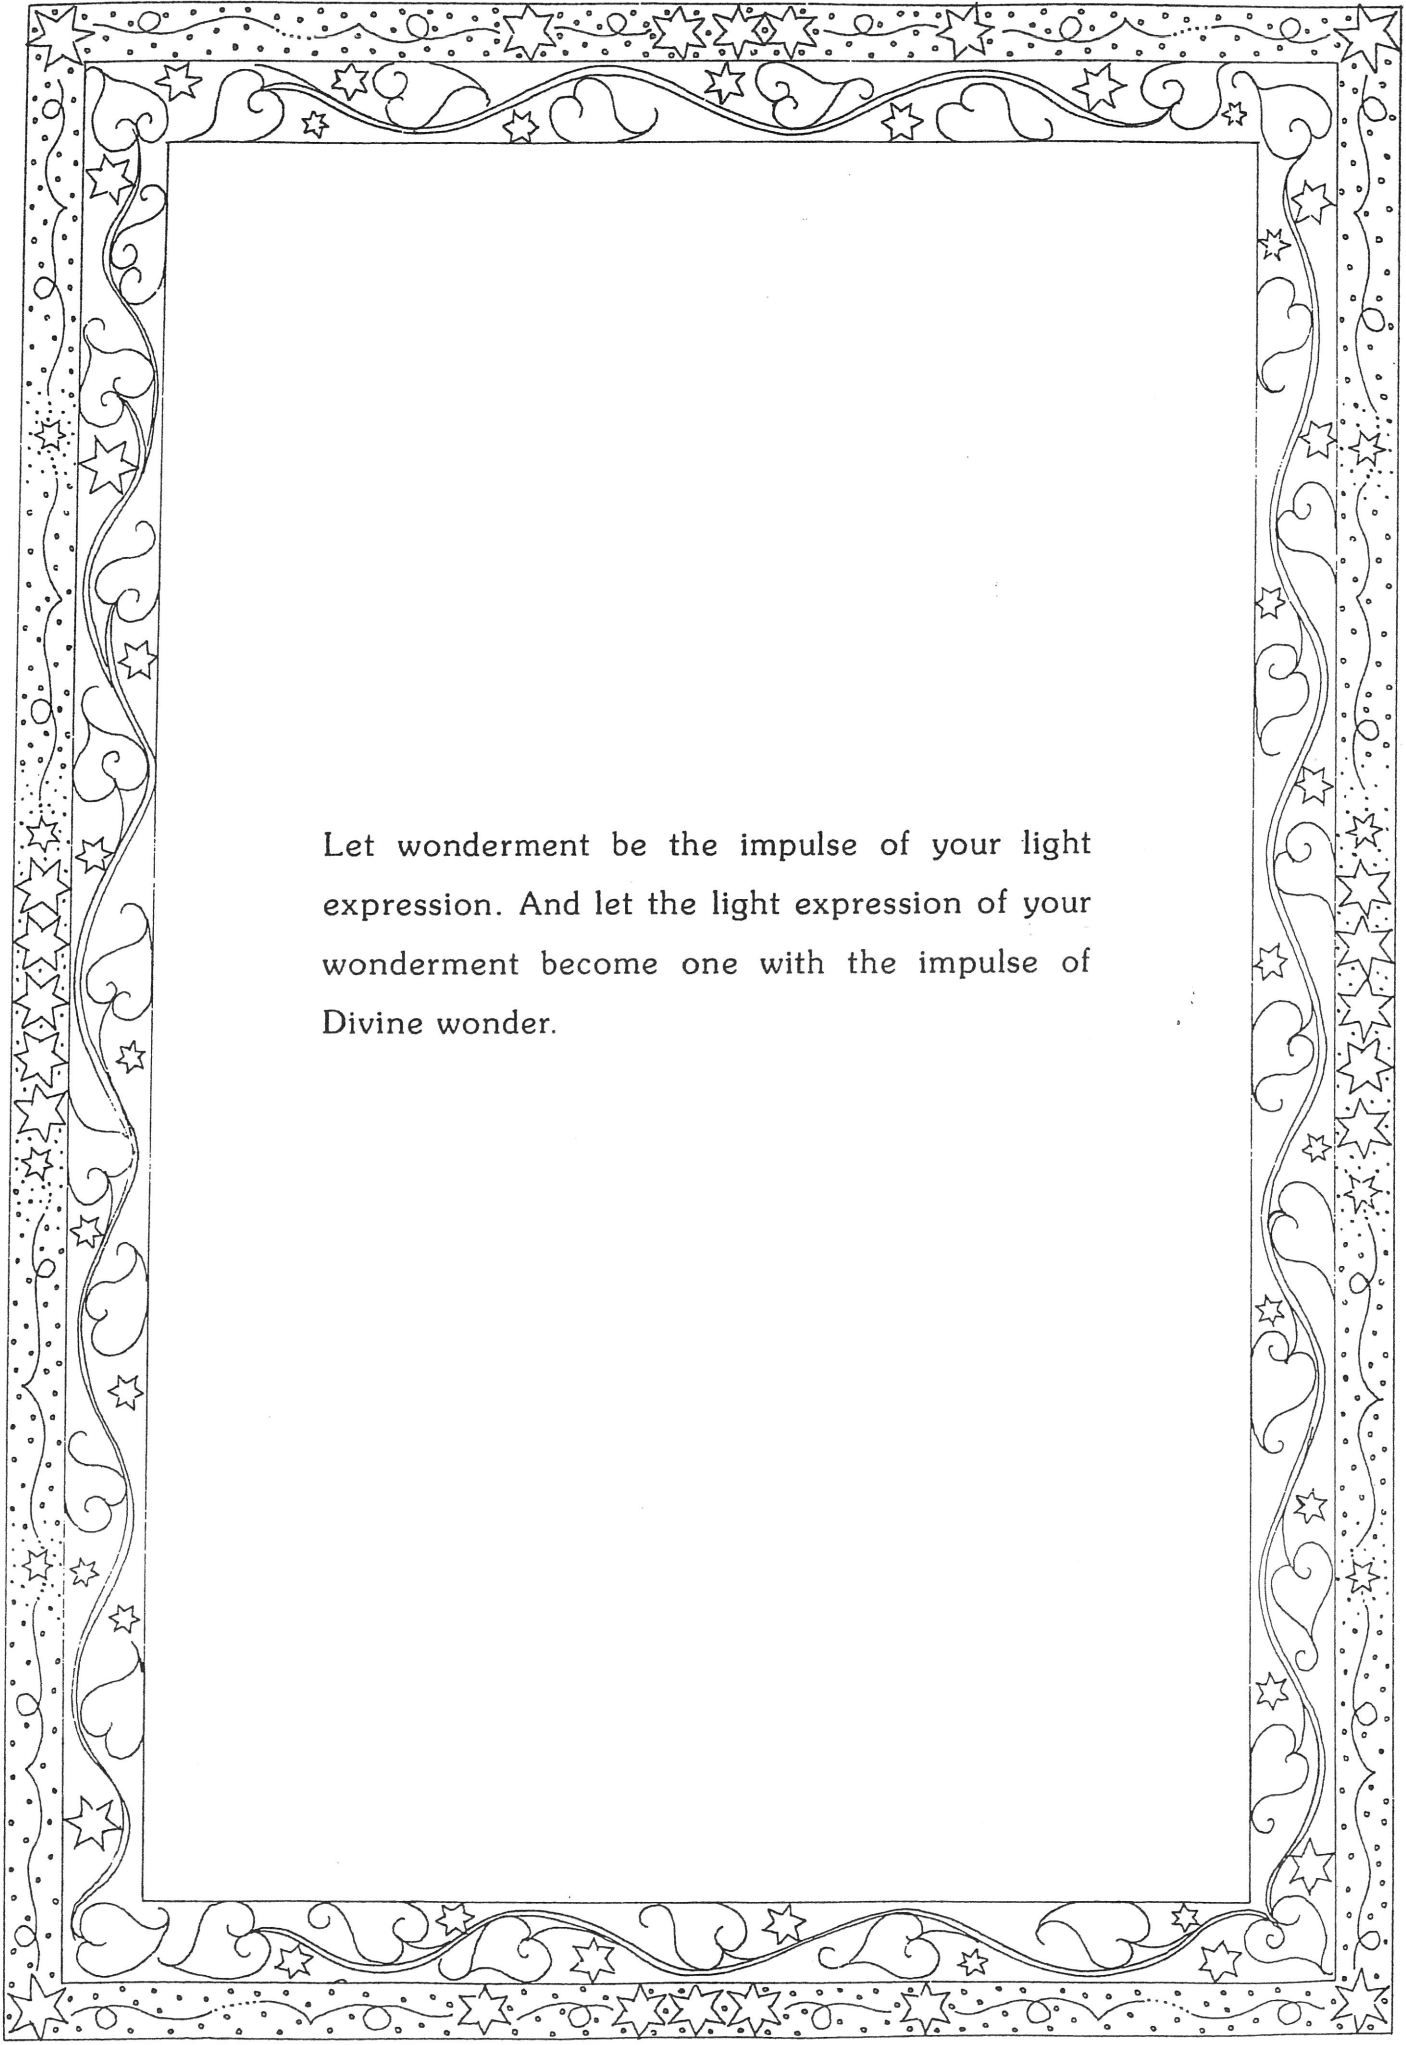 Let wonderment be the impulse of your light
expression. And let the light expression of your
wonderment become one with the impulse of
Divine wonder.